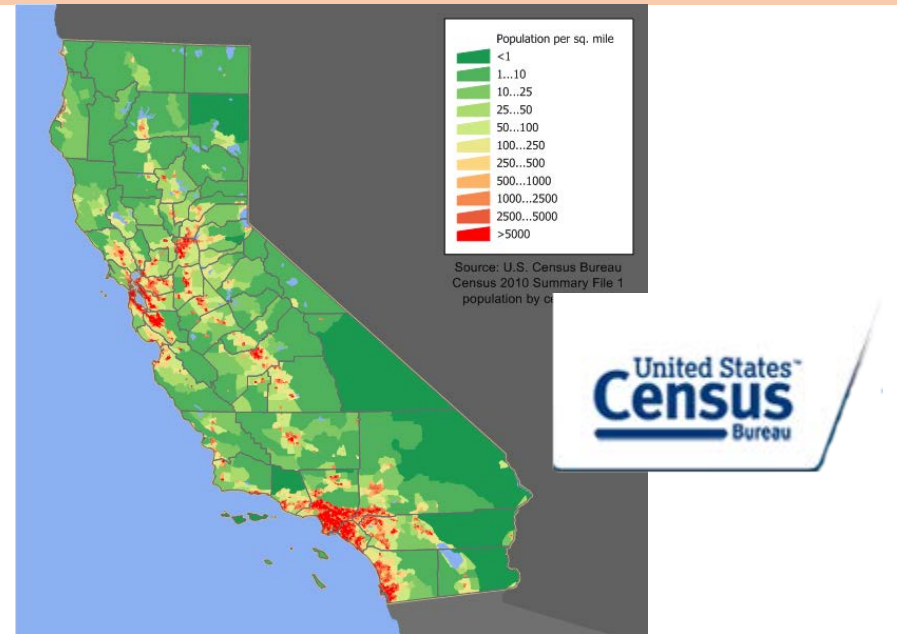 Population per sq. mile
<1
1...10
10...25
25...50
50...100
100...250
250...500
500...1000
1000...2500
2500...5000
>5000
Source: U.S. Census Bureau
Census 2010 Summary File 1
population by
United States™
Census
Bureau